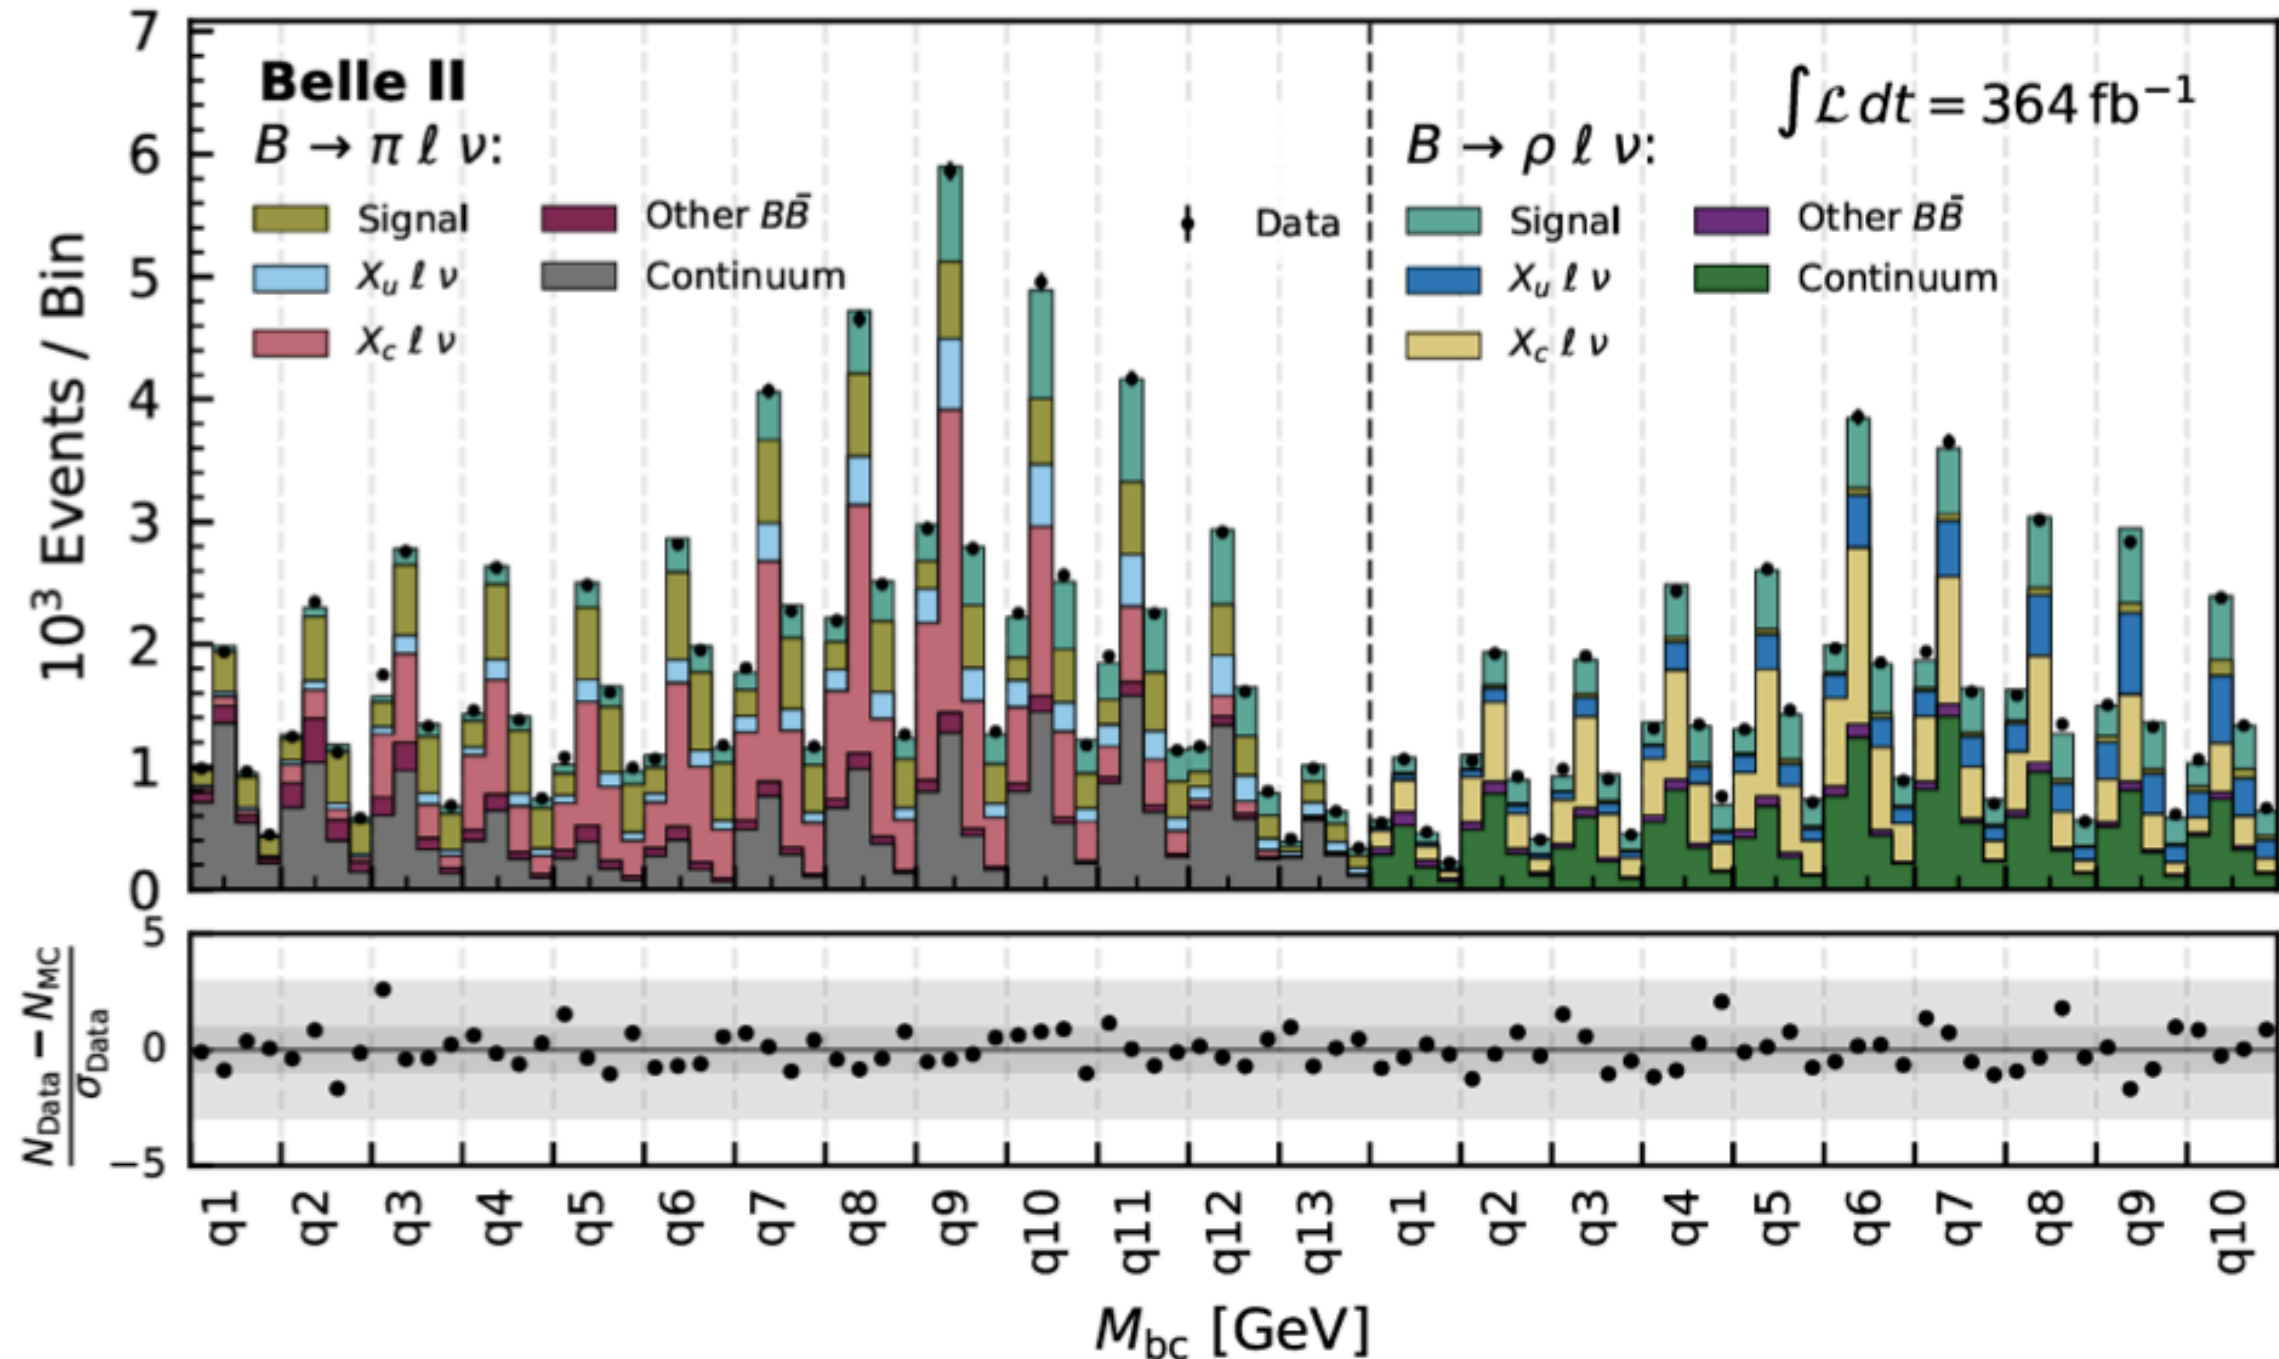 Belle II
B → π ℓ ν:
Signal
X_u ℓ ν
X_c ℓ ν
Other BB̄
Continuum
Data
∫ℒ dt = 364 fb⁻¹
B → ρ ℓ ν:
Signal
X_u ℓ ν
X_c ℓ ν
Other BB̄
Continuum
10³ Events / Bin
7
6
5
4
3
2
1
0
N_Data − N_MC
σ_Data
5
0
−5
q1 q2 q3 q4 q5 q6 q7 q8 q9 q10 q11 q12 q13 q1 q2 q3 q4 q5 q6 q7 q8 q9 q10
M_bc [GeV]